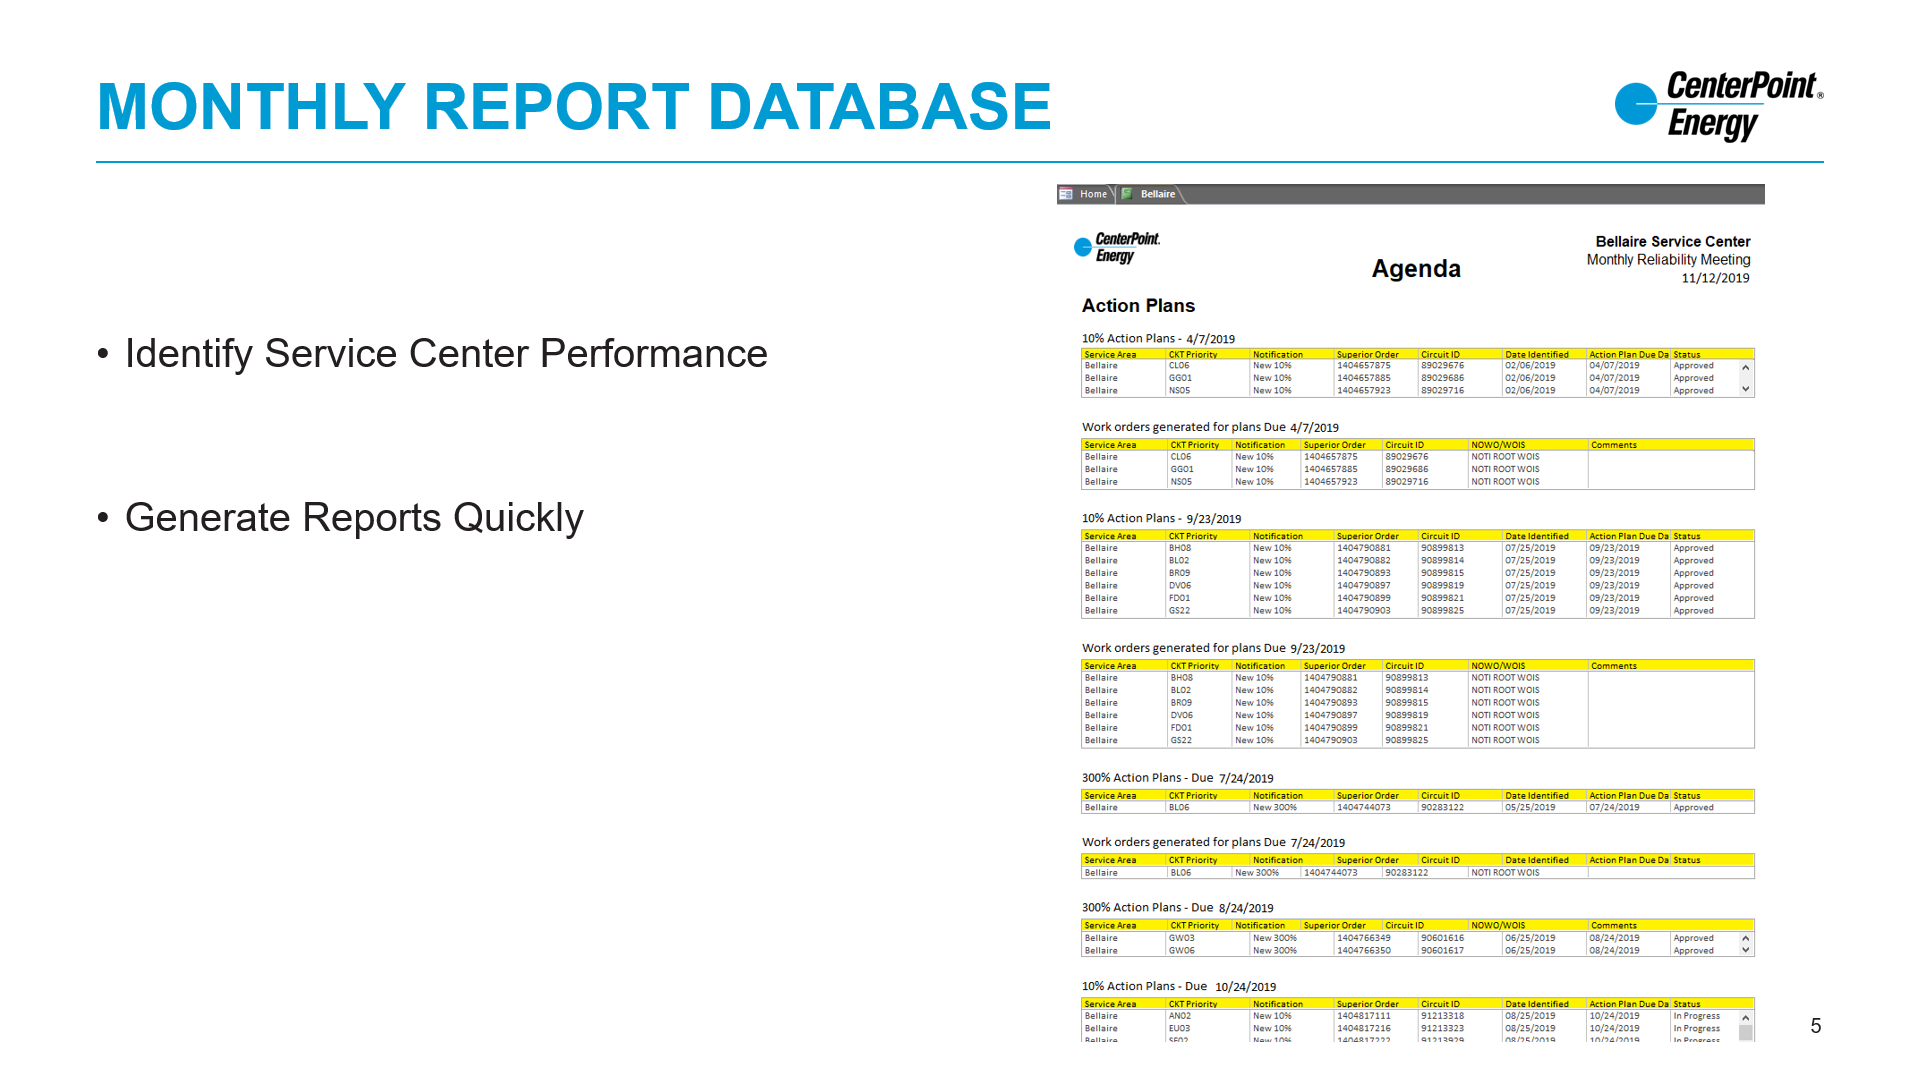 MONTHLY REPORT DATABASE
CenterPoint®
Energy
• Identify Service Center Performance
• Generate Reports Quickly
Home Bellaire
CenterPoint.
Energy
Agenda
Bellaire Service Center
Monthly Reliability Meeting
11/12/2019
Action Plans
10% Action Plans - 4/7/2019
Service Area CKT Priority Notification Superior Order Circuit ID Date Identified Action Plan Due Da Status
Bellaire CL06 New 10% 1404657875 89029676 02/06/2019 04/07/2019 Approved
Bellaire GG01 New 10% 1404657885 89029686 02/06/2019 04/07/2019 Approved
Bellaire NS05 New 10% 1404657923 89029716 02/06/2019 04/07/2019 Approved
Work orders generated for plans Due 4/7/2019
Service Area CKT Priority Notification Superior Order Circuit ID NOWO/WOIS Comments
Bellaire CL06 New 10% 1404657875 89029676 NOTI ROOT WOIS
Bellaire GG01 New 10% 1404657885 89029686 NOTI ROOT WOIS
Bellaire NS05 New 10% 1404657923 89029716 NOTI ROOT WOIS
10% Action Plans - 9/23/2019
Service Area CKT Priority Notification Superior Order Circuit ID Date Identified Action Plan Due Da Status
Bellaire BH08 New 10% 1404790881 90899813 07/25/2019 09/23/2019 Approved
Bellaire BL02 New 10% 1404790882 90899814 07/25/2019 09/23/2019 Approved
Bellaire BR09 New 10% 1404790893 90899815 07/25/2019 09/23/2019 Approved
Bellaire DV06 New 10% 1404790897 90899819 07/25/2019 09/23/2019 Approved
Bellaire FD01 New 10% 1404790899 90899821 07/25/2019 09/23/2019 Approved
Bellaire GS22 New 10% 1404790903 90899825 07/25/2019 09/23/2019 Approved
Work orders generated for plans Due 9/23/2019
Service Area CKT Priority Notification Superior Order Circuit ID NOWO/WOIS Comments
Bellaire BH08 New 10% 1404790881 90899813 NOTI ROOT WOIS
Bellaire BL02 New 10% 1404790882 90899814 NOTI ROOT WOIS
Bellaire BR09 New 10% 1404790893 90899815 NOTI ROOT WOIS
Bellaire DV06 New 10% 1404790897 90899819 NOTI ROOT WOIS
Bellaire FD01 New 10% 1404790899 90899821 NOTI ROOT WOIS
Bellaire GS22 New 10% 1404790903 90899825 NOTI ROOT WOIS
300% Action Plans - Due 7/24/2019
Service Area CKT Priority Notification Superior Order Circuit ID Date Identified Action Plan Due Da Status
Bellaire BL06 New 300% 1404744073 90283122 05/25/2019 07/24/2019 Approved
Work orders generated for plans Due 7/24/2019
Service Area CKT Priority Notification Superior Order Circuit ID Date Identified Action Plan Due Da Status
Bellaire BL06 New 300% 1404744073 90283122 NOTI ROOT WOIS
300% Action Plans - Due 8/24/2019
Service Area CKT Priority Notification Superior Order Circuit ID NOWO/WOIS Comments
Bellaire GW03 New 300% 1404766349 90601616 06/25/2019 08/24/2019 Approved
Bellaire GW06 New 300% 1404766350 90601617 06/25/2019 08/24/2019 Approved
10% Action Plans - Due 10/24/2019
Service Area CKT Priority Notification Superior Order Circuit ID Date Identified Action Plan Due Da Status
Bellaire AN02 New 10% 1404817111 91213318 08/25/2019 10/24/2019 In Progress
Bellaire EU03 New 10% 1404817216 91213323 08/25/2019 10/24/2019 In Progress
Bellaire New 10% 1404817222 91213929 08/25/2019 10/24/2019 In Progress
5